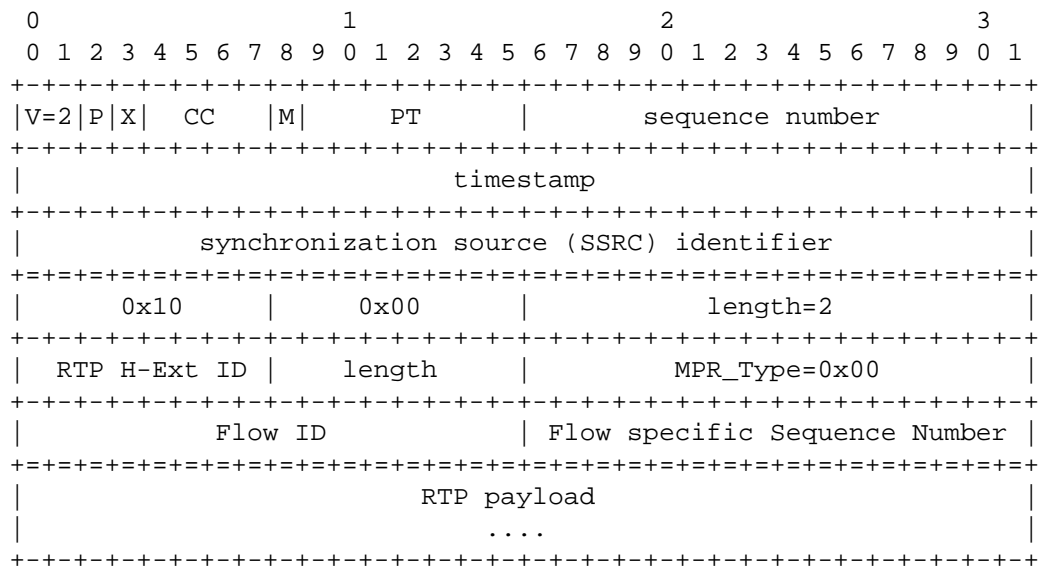 0                   1                   2                   3
 0 1 2 3 4 5 6 7 8 9 0 1 2 3 4 5 6 7 8 9 0 1 2 3 4 5 6 7 8 9 0 1
+-+-+-+-+-+-+-+-+-+-+-+-+-+-+-+-+-+-+-+-+-+-+-+-+-+-+-+-+-+-+-+-+
|V=2|P|X|  CC   |M|     PT      |       sequence number         |
+-+-+-+-+-+-+-+-+-+-+-+-+-+-+-+-+-+-+-+-+-+-+-+-+-+-+-+-+-+-+-+-+
|                           timestamp                           |
+-+-+-+-+-+-+-+-+-+-+-+-+-+-+-+-+-+-+-+-+-+-+-+-+-+-+-+-+-+-+-+-+
|           synchronization source (SSRC) identifier            |
+=+=+=+=+=+=+=+=+=+=+=+=+=+=+=+=+=+=+=+=+=+=+=+=+=+=+=+=+=+=+=+=+
|      0x10     |     0x00      |           length=2            |
+-+-+-+-+-+-+-+-+-+-+-+-+-+-+-+-+-+-+-+-+-+-+-+-+-+-+-+-+-+-+-+-+
|  RTP H-Ext ID |    length     |         MPR_Type=0x00         |
+-+-+-+-+-+-+-+-+-+-+-+-+-+-+-+-+-+-+-+-+-+-+-+-+-+-+-+-+-+-+-+-+
|            Flow ID            | Flow specific Sequence Number |
+=+=+=+=+=+=+=+=+=+=+=+=+=+=+=+=+=+=+=+=+=+=+=+=+=+=+=+=+=+=+=+=+
|                         RTP payload                           |
|                             ....                              |
+-+-+-+-+-+-+-+-+-+-+-+-+-+-+-+-+-+-+-+-+-+-+-+-+-+-+-+-+-+-+-+-+